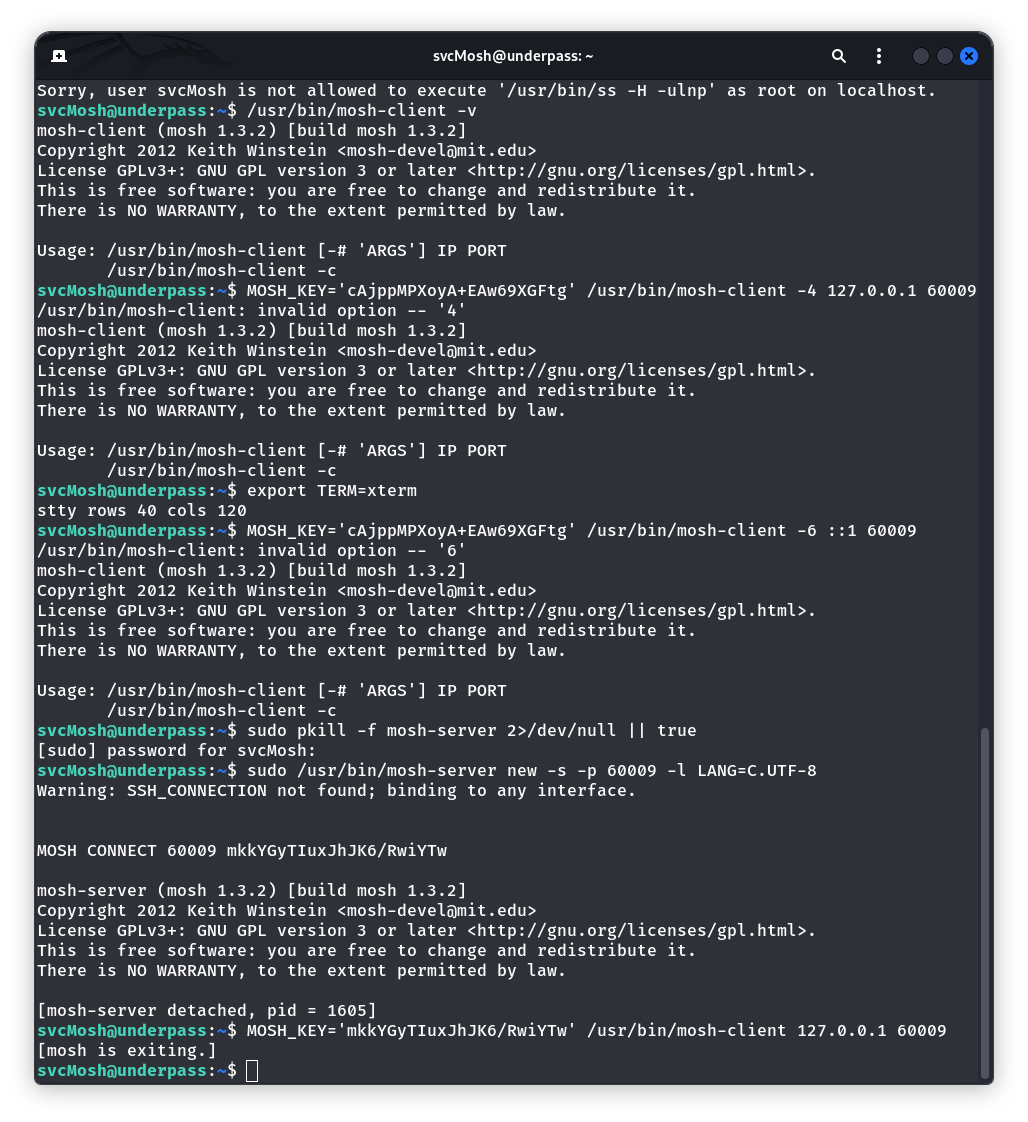 svcMosh@underpass: ~
Sorry, user svcMosh is not allowed to execute '/usr/bin/ss -H -ulnp' as root on localhost.
svcMosh@underpass:~$ /usr/bin/mosh-client -v
mosh-client (mosh 1.3.2) [build mosh 1.3.2]
Copyright 2012 Keith Winstein <mosh-devel@mit.edu>
License GPLv3+: GNU GPL version 3 or later <http://gnu.org/licenses/gpl.html>.
This is free software: you are free to change and redistribute it.
There is NO WARRANTY, to the extent permitted by law.

Usage: /usr/bin/mosh-client [-# 'ARGS'] IP PORT
       /usr/bin/mosh-client -c
svcMosh@underpass:~$ MOSH_KEY='cAjppMPXoyA+EAw69XGFtg' /usr/bin/mosh-client -4 127.0.0.1 60009
/usr/bin/mosh-client: invalid option -- '4'
mosh-client (mosh 1.3.2) [build mosh 1.3.2]
Copyright 2012 Keith Winstein <mosh-devel@mit.edu>
License GPLv3+: GNU GPL version 3 or later <http://gnu.org/licenses/gpl.html>.
This is free software: you are free to change and redistribute it.
There is NO WARRANTY, to the extent permitted by law.

Usage: /usr/bin/mosh-client [-# 'ARGS'] IP PORT
       /usr/bin/mosh-client -c
svcMosh@underpass:~$ export TERM=xterm
stty rows 40 cols 120
svcMosh@underpass:~$ MOSH_KEY='cAjppMPXoyA+EAw69XGFtg' /usr/bin/mosh-client -6 ::1 60009
/usr/bin/mosh-client: invalid option -- '6'
mosh-client (mosh 1.3.2) [build mosh 1.3.2]
Copyright 2012 Keith Winstein <mosh-devel@mit.edu>
License GPLv3+: GNU GPL version 3 or later <http://gnu.org/licenses/gpl.html>.
This is free software: you are free to change and redistribute it.
There is NO WARRANTY, to the extent permitted by law.

Usage: /usr/bin/mosh-client [-# 'ARGS'] IP PORT
       /usr/bin/mosh-client -c
svcMosh@underpass:~$ sudo pkill -f mosh-server 2>/dev/null || true
[sudo] password for svcMosh:
svcMosh@underpass:~$ sudo /usr/bin/mosh-server new -s -p 60009 -l LANG=C.UTF-8
Warning: SSH_CONNECTION not found; binding to any interface.


MOSH CONNECT 60009 mkkYGyTIuxJhJK6/RwiYTw

mosh-server (mosh 1.3.2) [build mosh 1.3.2]
Copyright 2012 Keith Winstein <mosh-devel@mit.edu>
License GPLv3+: GNU GPL version 3 or later <http://gnu.org/licenses/gpl.html>.
This is free software: you are free to change and redistribute it.
There is NO WARRANTY, to the extent permitted by law.

[mosh-server detached, pid = 1605]
svcMosh@underpass:~$ MOSH_KEY='mkkYGyTIuxJhJK6/RwiYTw' /usr/bin/mosh-client 127.0.0.1 60009
[mosh is exiting.]
svcMosh@underpass:~$